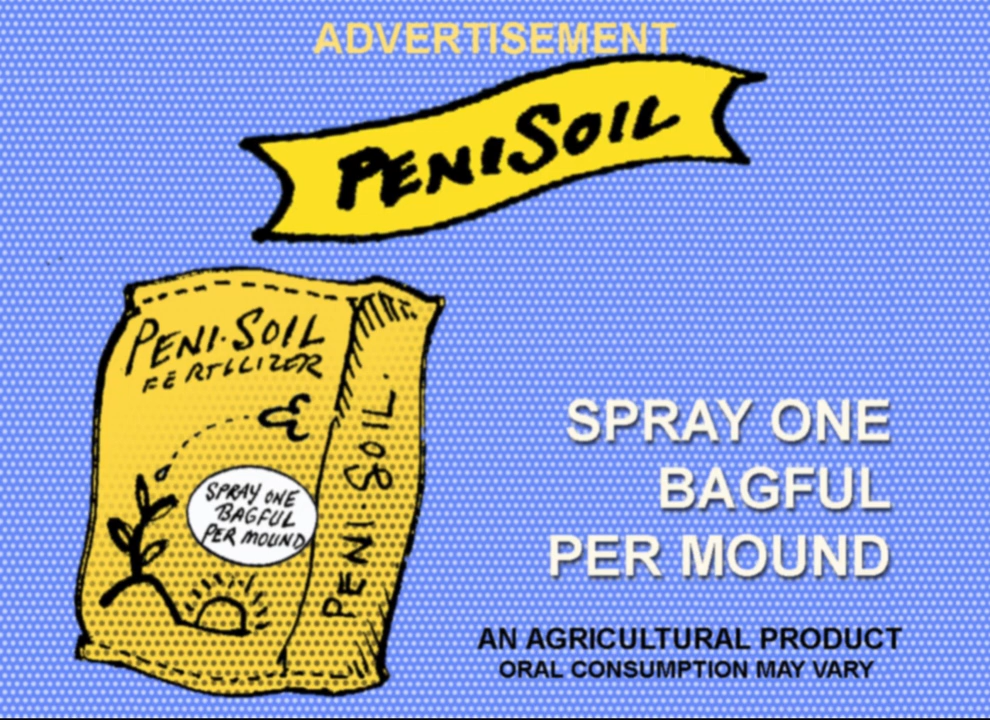 ADVERTISEMENT
PENISOIL
PENI·SOIL
FERTILIZER
SPRAY ONE
BAGFUL
PER MOUND
PENI·SOIL.
SPRAY ONE
BAGFUL
PER MOUND
AN AGRICULTURAL PRODUCT
ORAL CONSUMPTION MAY VARY